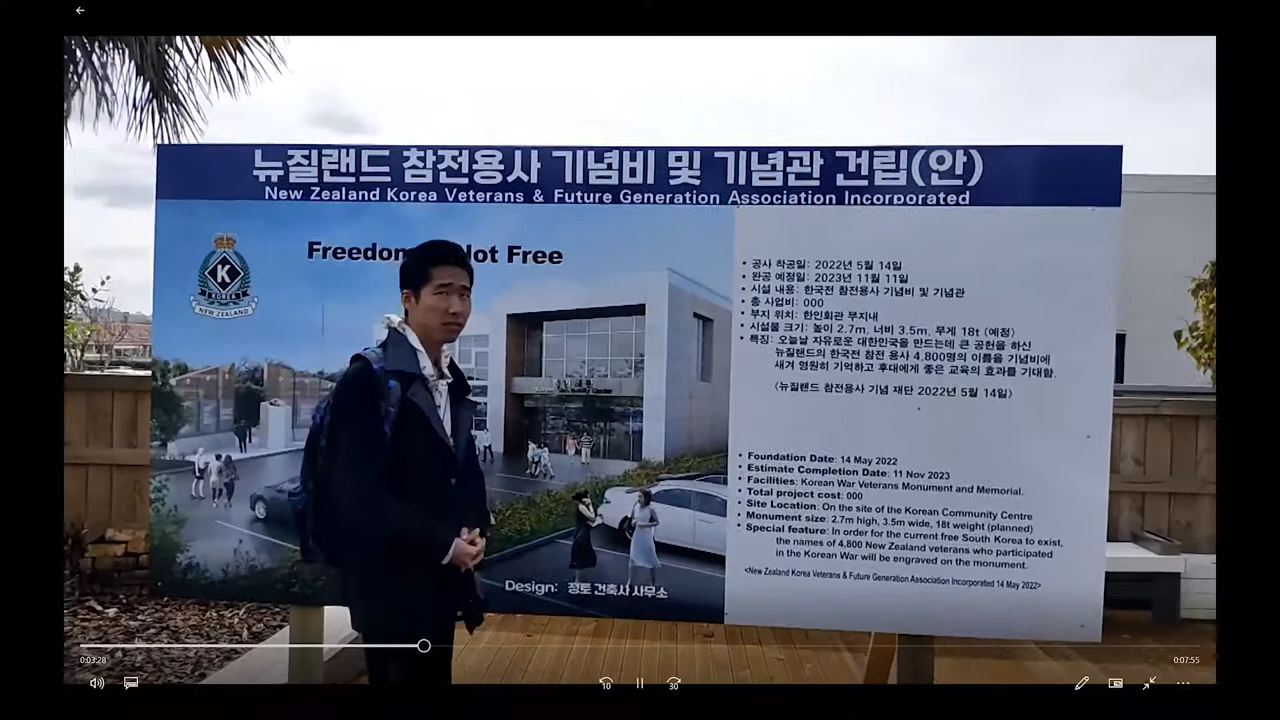 뉴질랜드 참전용사 기념비 및 기념관 건립(안)
New Zealand Korea Veterans & Future Generation Association Incorporated
Freedom Not Free
K
KOREA
NEW ZEALAND
• 공사 착공일: 2022년 5월 14일
• 완공 예정일: 2023년 11월 11일
• 시설 내용: 한국전 참전용사 기념비 및 기념관
• 총 사업비: 000
• 부지 위치: 한인회관 부지내
• 시설물 크기: 높이 2.7m, 너비 3.5m, 무게 18t (예정)
• 특징: 오늘날 자유로운 대한민국을 만드는데 큰 공헌을 하신
뉴질랜드의 한국전 참전 용사 4,800명의 이름을 기념비에
새겨 영원히 기억하고 후대에게 좋은 교육의 효과를 기대함.
<뉴질랜드 참전용사 기념 재단 2022년 5월 14일>
• Foundation Date: 14 May 2022
• Estimate Completion Date: 11 Nov 2023
• Facilities: Korean War Veterans Monument and Memorial.
• Total project cost: 000
• Site Location: On the site of the Korean Community Centre
• Monument size: 2.7m high, 3.5m wide, 18t weight (planned)
• Special feature: In order for the current free South Korea to exist,
the names of 4,800 New Zealand veterans who participated
in the Korean War will be engraved on the monument.
<New Zealand Korea Veterans & Future Generation Association Incorporated 14 May 2022>
Design: 정토 건축사 사무소
0:03:28
0:07:55
10
30